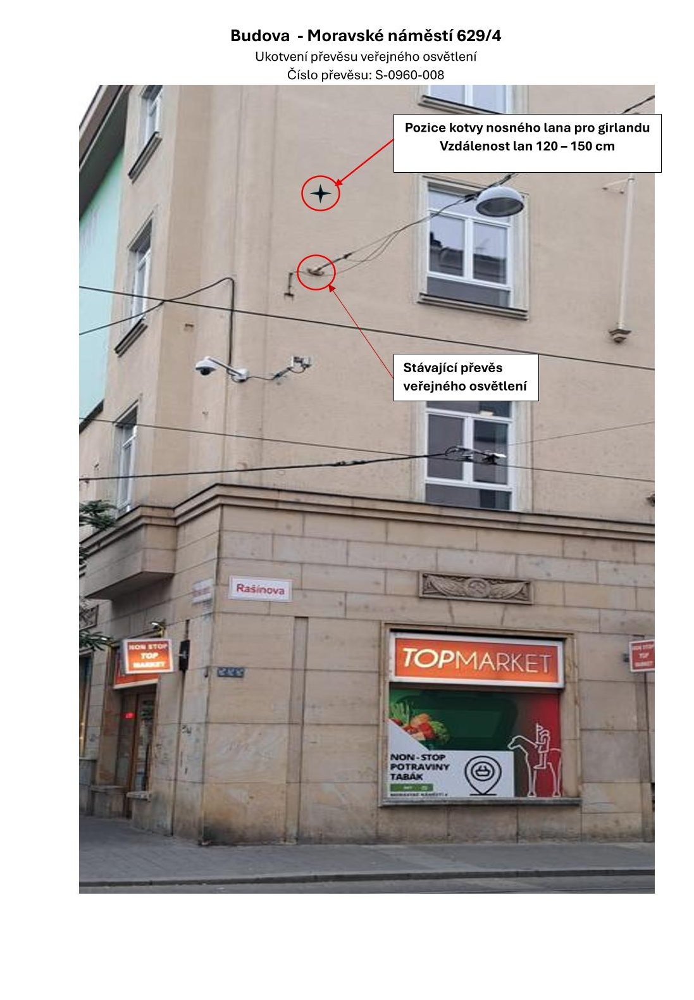 Budova - Moravské náměstí 629/4
Ukotvení převěsu veřejného osvětlení
Číslo převěsu: S-0960-008
Pozice kotvy nosného lana pro girlandu
Vzdálenost lan 120 – 150 cm
Stávající převěs
veřejného osvětlení
Rašínova
NON STOP
TOP
MARKET
TOPMARKET
NON STOP
TOP
MARKET
NON-STOP
POTRAVINY
TABÁK
MORAVSKÉ NÁMĚSTÍ 4